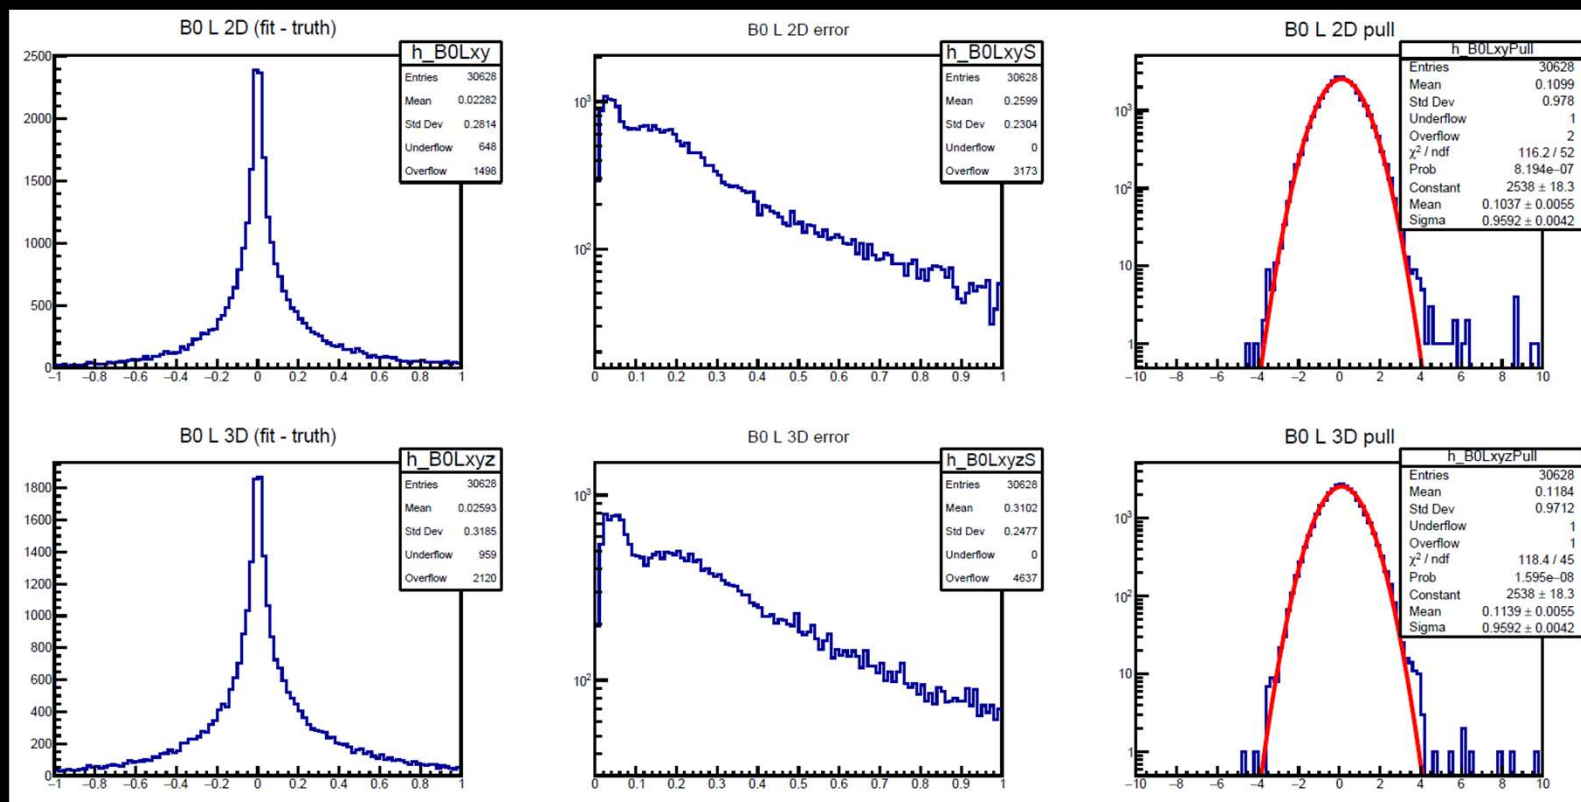 B0 L 2D (fit - truth)
h_B0Lxy
Entries 30628
Mean 0.02282
Std Dev 0.2814
Underflow 648
Overflow 1498
2500
2000
1500
1000
500
0
−1 −0.8 −0.6 −0.4 −0.2 0 0.2 0.4 0.6 0.8 1
B0 L 2D error
h_B0LxyS
Entries 30628
Mean 0.2599
Std Dev 0.2304
Underflow 0
Overflow 3173
10³
10²
0 0.1 0.2 0.3 0.4 0.5 0.6 0.7 0.8 0.9 1
B0 L 2D pull
h_B0LxyPull
Entries 30628
Mean 0.1099
Std Dev 0.978
Underflow 1
Overflow 2
χ² / ndf 116.2 / 52
Prob 8.194e−07
Constant 2538 ± 18.3
Mean 0.1037 ± 0.0055
Sigma 0.9592 ± 0.0042
10³
10²
10
1
−10 −8 −6 −4 −2 0 2 4 6 8 10
B0 L 3D (fit - truth)
h_B0Lxyz
Entries 30628
Mean 0.02593
Std Dev 0.3185
Underflow 959
Overflow 2120
1800
1600
1400
1200
1000
800
600
400
200
0
−1 −0.8 −0.6 −0.4 −0.2 0 0.2 0.4 0.6 0.8 1
B0 L 3D error
h_B0LxyzS
Entries 30628
Mean 0.3102
Std Dev 0.2477
Underflow 0
Overflow 4637
10³
10²
0 0.1 0.2 0.3 0.4 0.5 0.6 0.7 0.8 0.9 1
B0 L 3D pull
h_B0LxyzPull
Entries 30628
Mean 0.1184
Std Dev 0.9712
Underflow 1
Overflow 1
χ² / ndf 118.4 / 45
Prob 1.595e−08
Constant 2538 ± 18.3
Mean 0.1139 ± 0.0055
Sigma 0.9592 ± 0.0042
10³
10²
10
1
−10 −8 −6 −4 −2 0 2 4 6 8 10